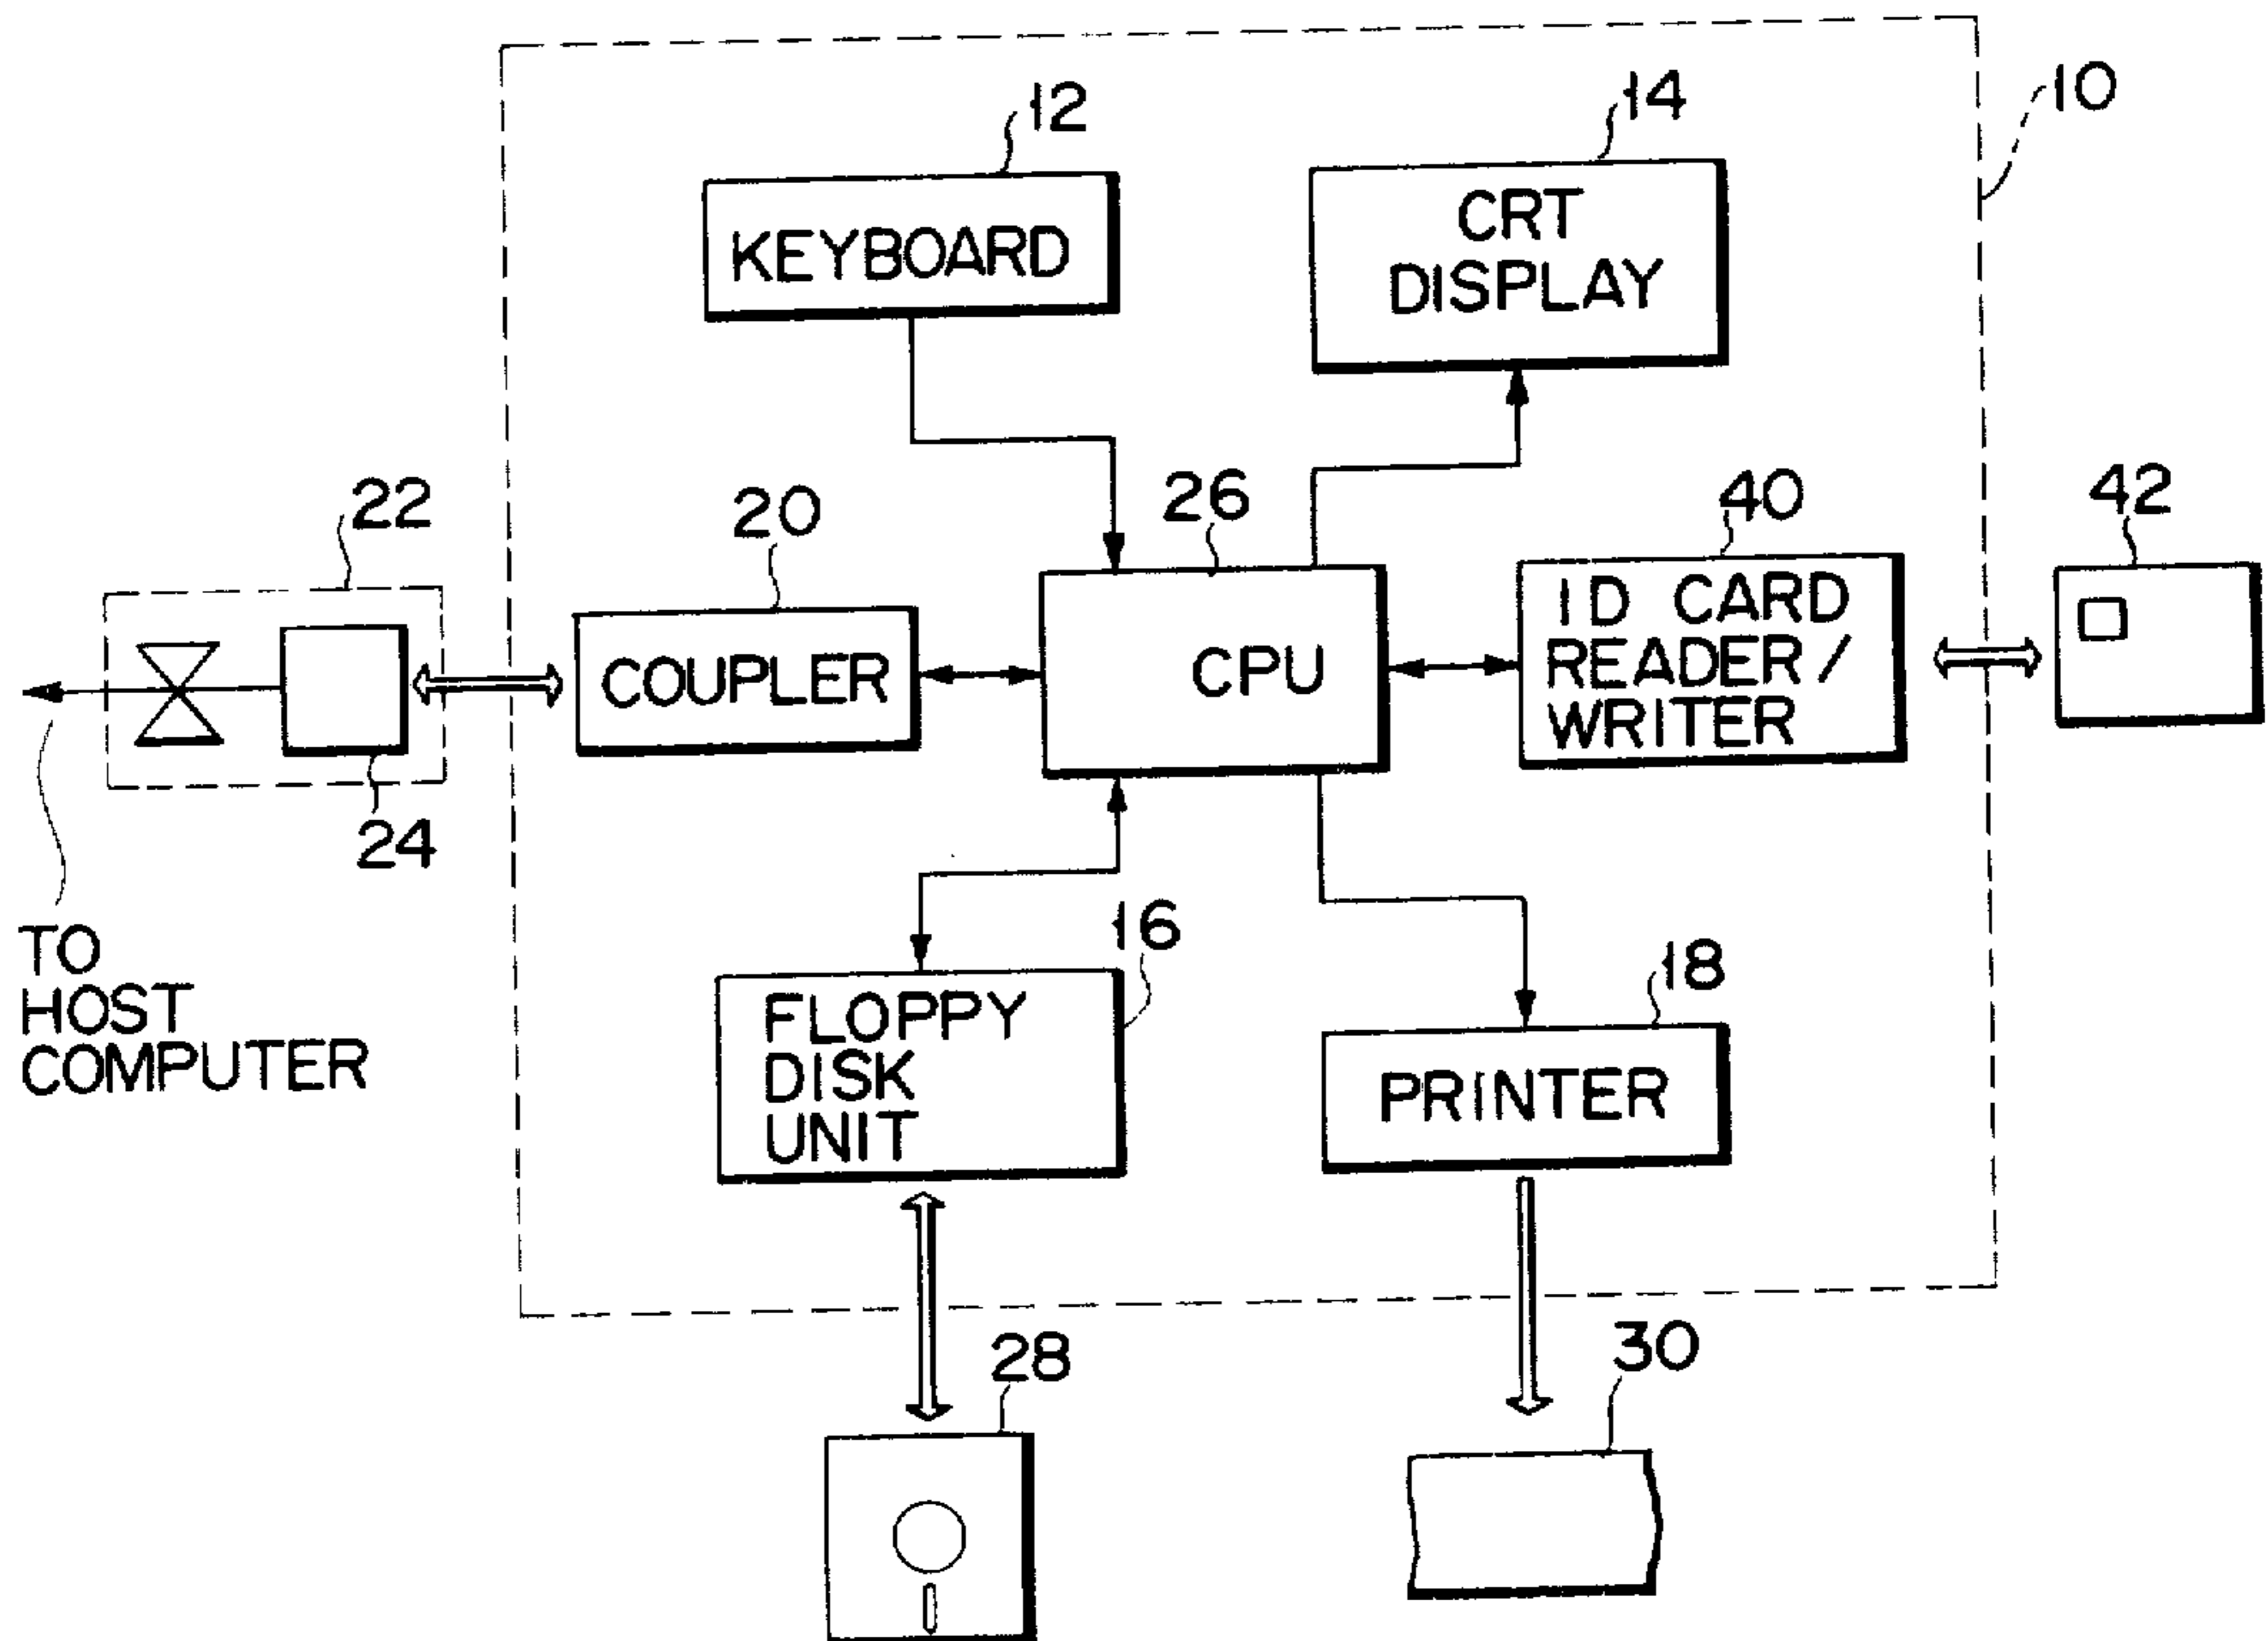 10
12
14
KEYBOARD
CRT
DISPLAY
22
20
26
40
42
COUPLER
CPU
ID CARD
READER/
WRITER
24
TO
HOST
COMPUTER
16
18
FLOPPY
DISK
UNIT
PRINTER
28
30